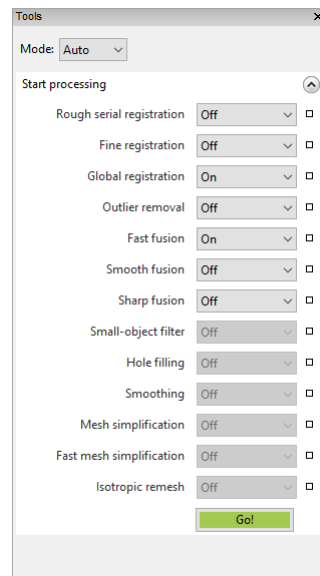 Tools
Mode: Auto
Start processing
Rough serial registration Off
Fine registration Off
Global registration On
Outlier removal Off
Fast fusion On
Smooth fusion Off
Sharp fusion Off
Small-object filter Off
Hole filling Off
Smoothing Off
Mesh simplification Off
Fast mesh simplification Off
Isotropic remesh Off
Go!